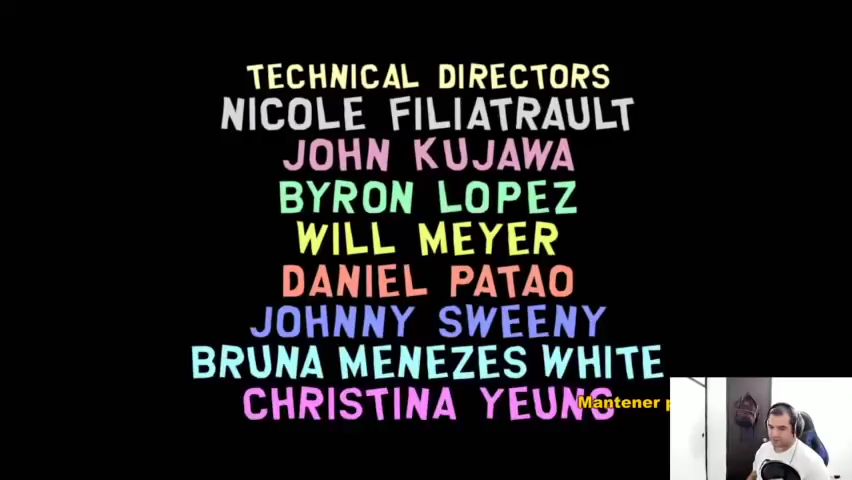 TECHNICAL DIRECTORS
NICOLE FILIATRAULT
JOHN KUJAWA
BYRON LOPEZ
WILL MEYER
DANIEL PATAO
JOHNNY SWEENY
BRUNA MENEZES WHITE
CHRISTINA YEUNG
Mantener p